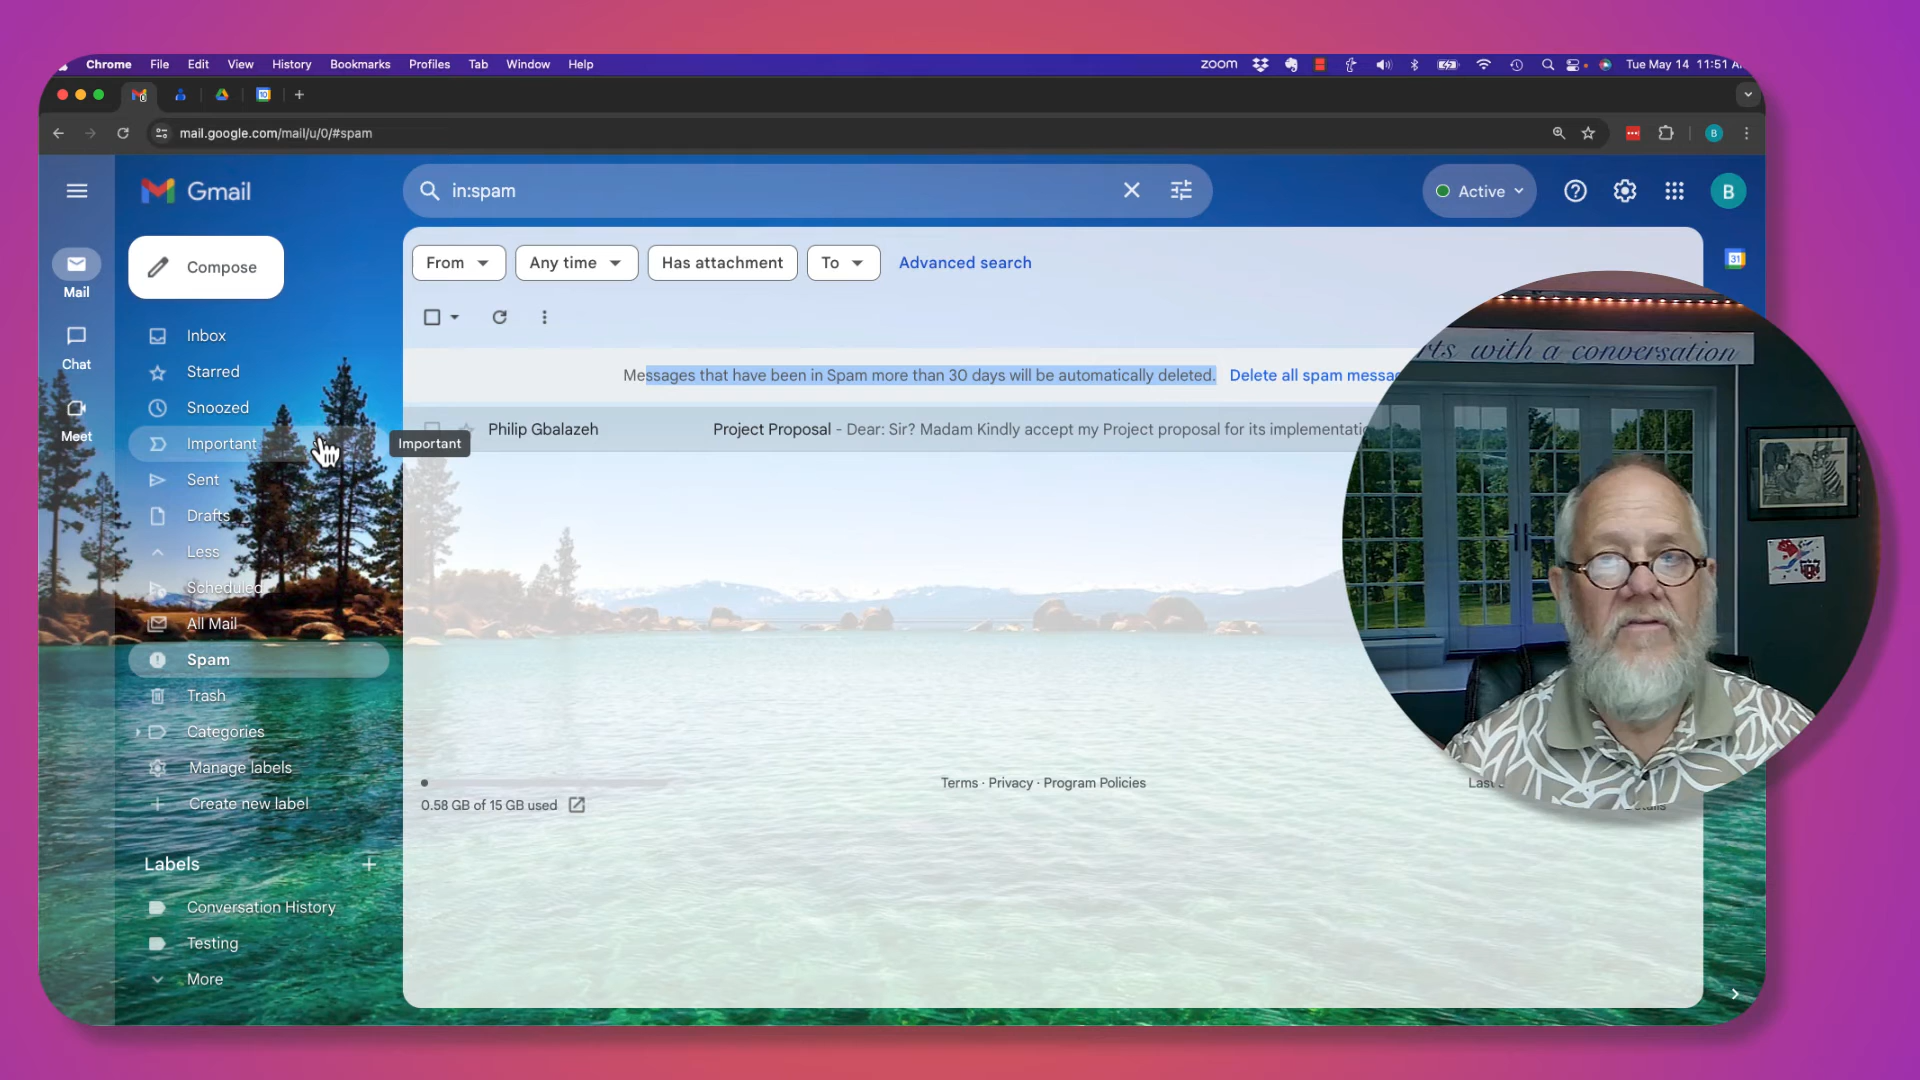 Chrome File Edit View History Bookmarks Profiles Tab Window Help zoom Tue May 14 11:51
mail.google.com/mail/u/0/#spam B
Gmail in:spam Active B
Compose From Any time Has attachment To Advanced search 31
Mail
Inbox
Chat Starred Messages that have been in Spam more than 30 days will be automatically deleted. Delete all spam
with a conversation
Snoozed
Meet Philip Gbalazeh Project Proposal - Dear: Sir? Madam Kindly accept my Project proposal for its
Important Important
Sent
Drafts
Less
Scheduled
All Mail
Spam
Trash
Categories
Manage labels
Terms · Privacy · Program Policies
Create new label 0.58 GB of 15 GB used
Labels +
Conversation History
Testing
More